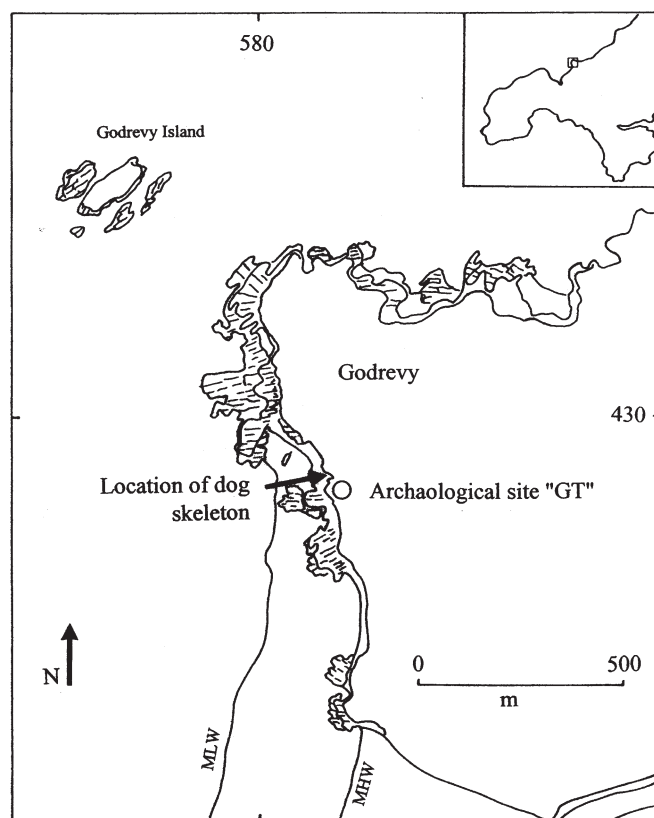 580
Godrevy Island
Godrevy
430
Location of dog
skeleton
Archaological site "GT"
N
0
500
m
MLW
MHW